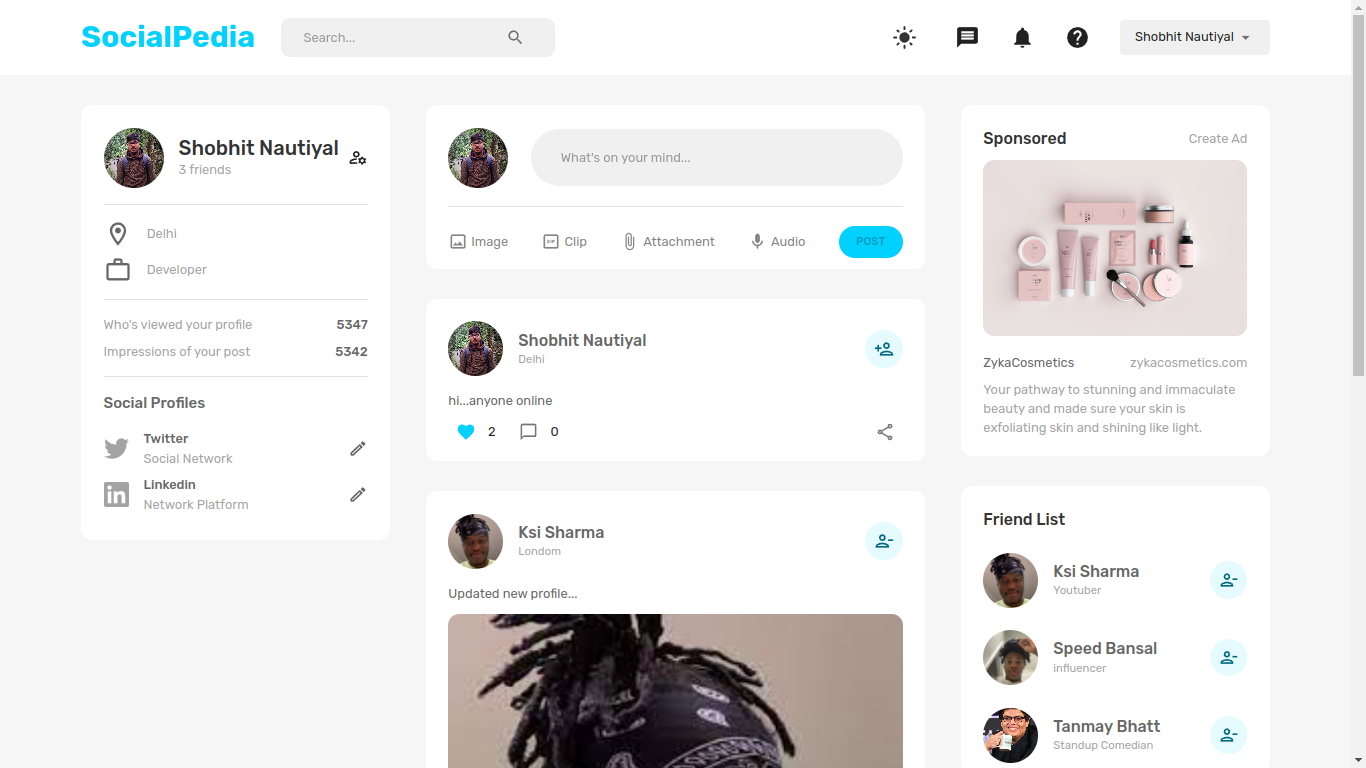 SocialPedia
Search...
Shobhit Nautiyal
Shobhit Nautiyal
3 friends
Delhi
Developer
Who's viewed your profile 5347
Impressions of your post 5342
Social Profiles
Twitter
Social Network
Linkedin
Network Platform
What's on your mind...
Image
GIF
Clip
Attachment
Audio
POST
Shobhit Nautiyal
Delhi
hi...anyone online
2
0
Ksi Sharma
Londom
Updated new profile...
Sponsored
Create Ad
ZykaCosmetics
zykacosmetics.com
Your pathway to stunning and immaculate
beauty and made sure your skin is
exfoliating skin and shining like light.
Friend List
Ksi Sharma
Youtuber
Speed Bansal
influencer
Tanmay Bhatt
Standup Comedian